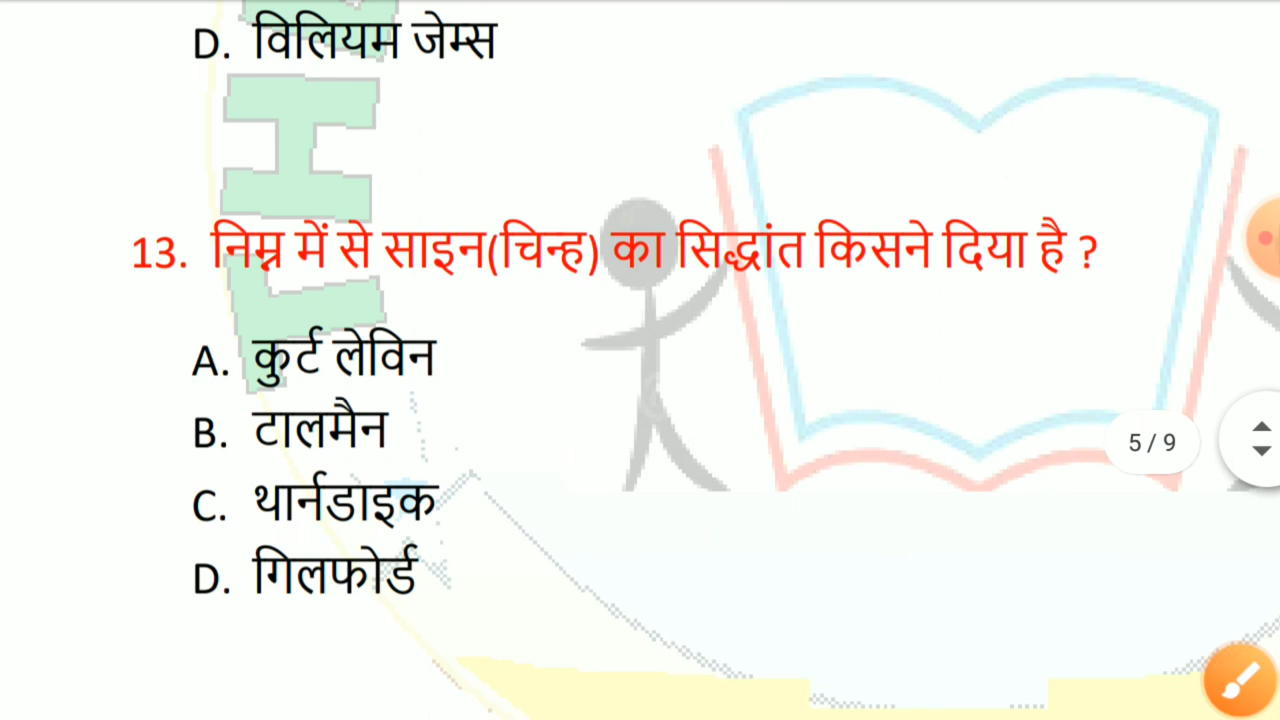 D. विलियम जेम्स
13. निम्न में से साइन(चिन्ह) का सिद्धांत किसने दिया है ?
A. कुर्ट लेविन
B. टालमैन
C. थार्नडाइक
D. गिलफोर्ड
5 / 9